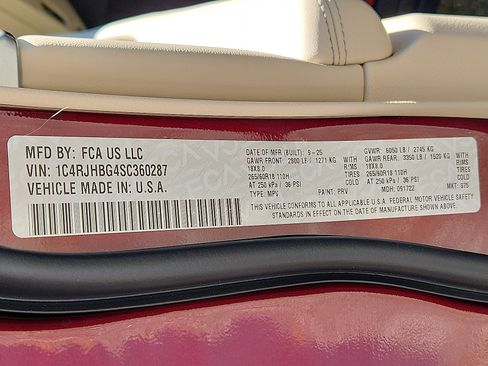 MFD BY: FCA US LLC
VIN: 1C4RJHBG4SC360287
VEHICLE MADE IN: U.S.A.
DATE OF MFR (BUILT): 9-25 GVWR: 6050 LB / 2745 KG
GAWR FRONT: 2800 LB / 1271 KG WITH GAWR REAR: 3350 LB / 1520 KG WITH
18X8.0 RIMS 18X8.0 RIMS
265/60R18 110H TIRES 265/60R18 110H TIRES
AT 250 kPa / 36 PSI AT 250 kPa / 36 PSI
TYPE: MPV MDH: 091722
PAINT: PRV MKT: S75
THIS VEHICLE CONFORMS TO ALL APPLICABLE U.S.A. FEDERAL MOTOR VEHICLE SAFETY
STANDARDS IN EFFECT ON THE DATE OF MANUFACTURE SHOWN ABOVE.